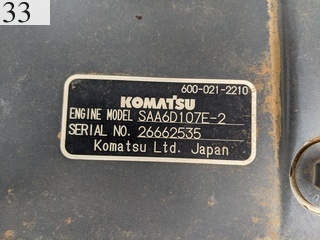 33
600-021-2210
KOMATSU
ENGINE MODEL SAA6D107E-2
SERIAL NO. 26662535
Komatsu Ltd. Japan